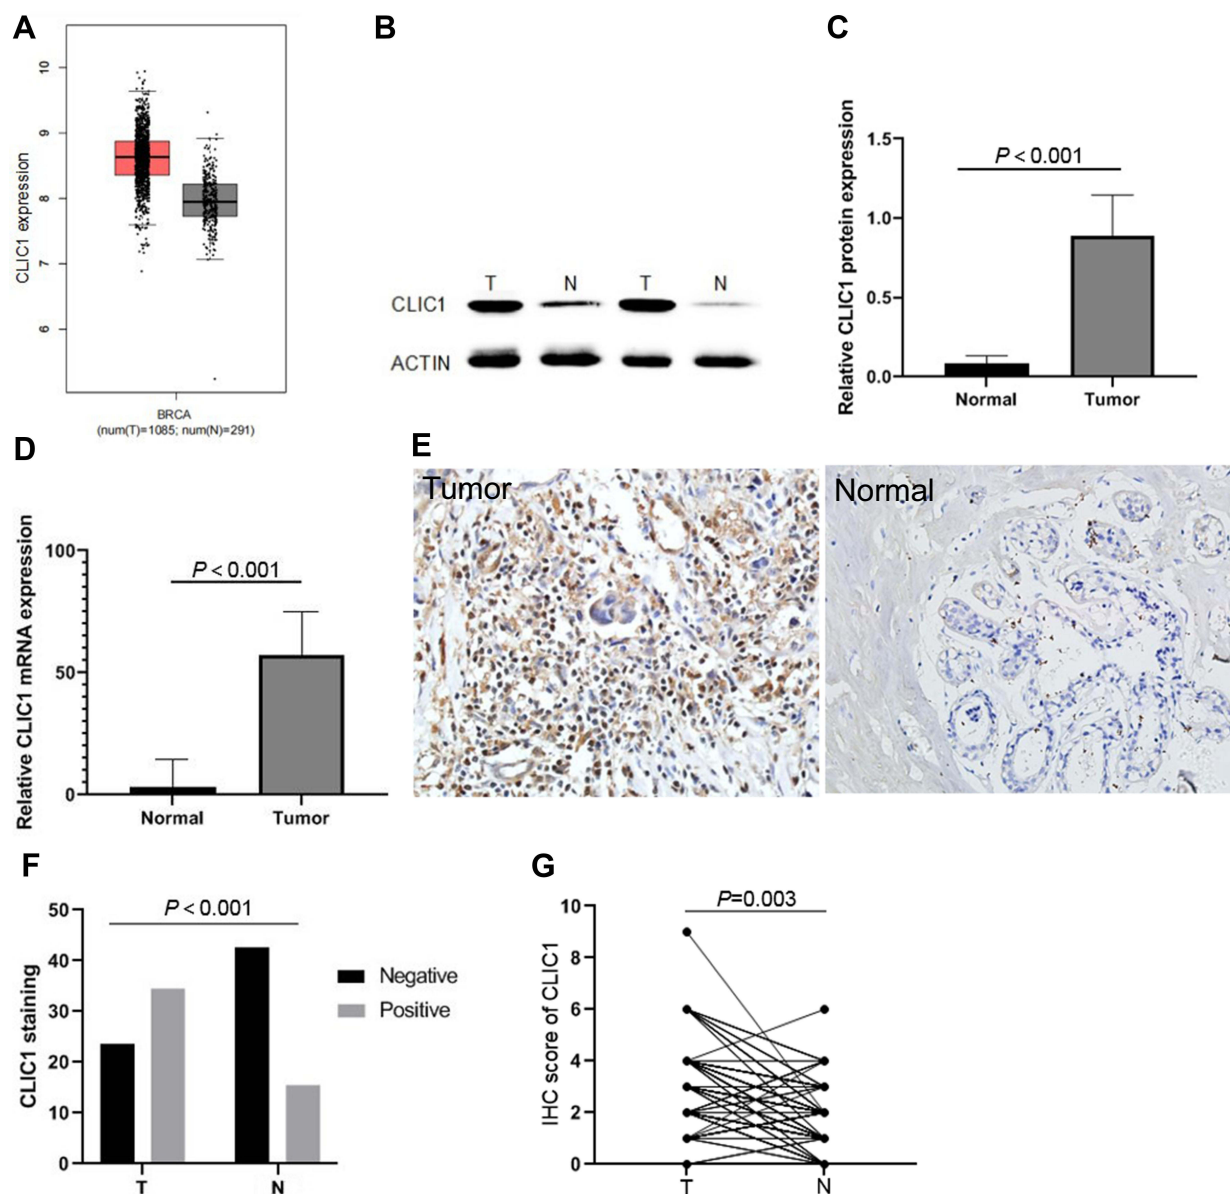 A
CLIC1 expression
10
9
8
7
6
BRCA
(num(T)=1085; num(N)=291)
B
T N T N
CLIC1
ACTIN
C
Relative CLIC1 protein expression
1.5
1.0
0.5
0.0
P < 0.001
Normal Tumor
D
Relative CLIC1 mRNA expression
100
50
0
P < 0.001
Normal Tumor
E
Tumor
Normal
F
CLIC1 staining
50
40
30
20
10
0
P < 0.001
T N
Negative
Positive
G
IHC score of CLIC1
10
8
6
4
2
0
P=0.003
T N